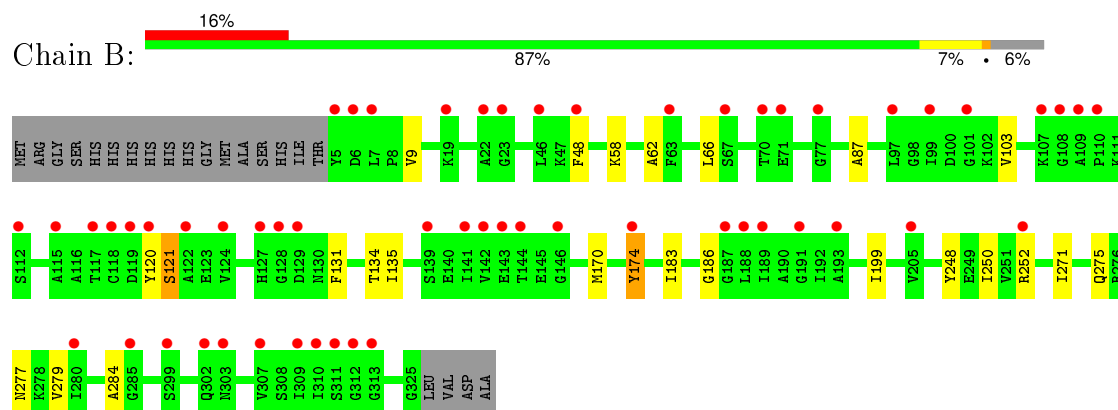 16%
Chain B:
87% 7% • 6%
MET ARG GLY SER HIS HIS HIS HIS HIS HIS GLY MET ALA SER HIS ILE THR Y5 D6 L7 P8 V9 K19 A22 G23 L46 K47 F48 K58 A62 F63 L66 S67 T70 E71 G77 A87 L97 G98 I99 D100 G101 K102 V103 K107 G108 A109 P110 K111
S112 A115 A116 T117 C118 D119 Y120 S121 A122 E123 V124 H127 G128 D129 N130 F131 T134 I135 S139 E140 I141 V142 E143 T144 E145 G146 M170 Y174 I183 G186 G187 L188 I189 A190 G191 I192 A193 I199 V205 Y248 E249 I250 V251 R252 I271 Q275 R276
N277 K278 V279 I280 A284 G285 S299 Q302 N303 V307 S308 I309 I310 S311 G312 G313 G325 LEU VAL ASP ALA